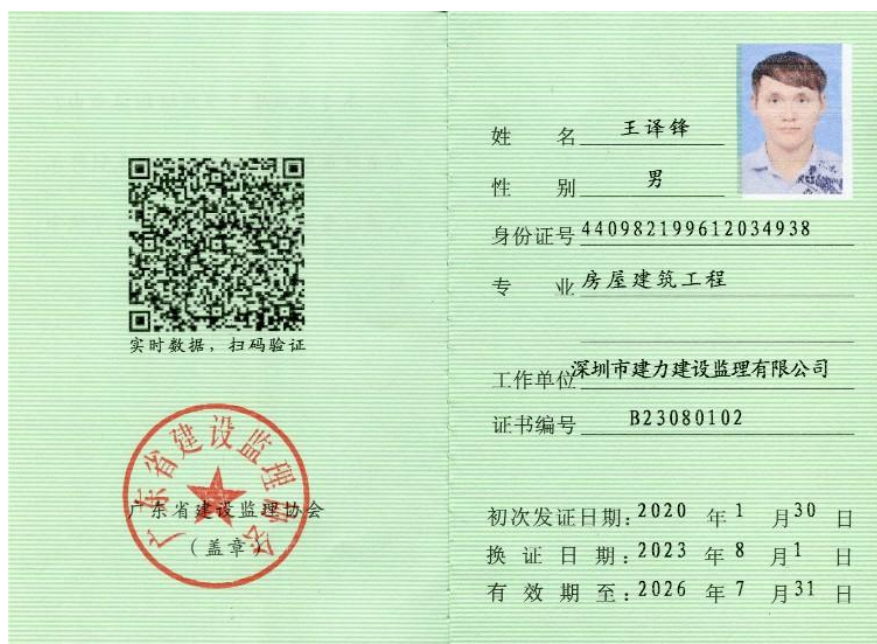 实时数据，扫码验证
广东省建设监理协会
广东省建设监理协会
（盖章）
姓 名 王译锋
性 别 男
身份证号 440982199612034938
专 业 房屋建筑工程
工作单位 深圳市建力建设监理有限公司
证书编号 B23080102
初次发证日期：2020 年 1 月 30 日
换 证 日 期：2023 年 8 月 1 日
有 效 期 至：2026 年 7 月 31 日